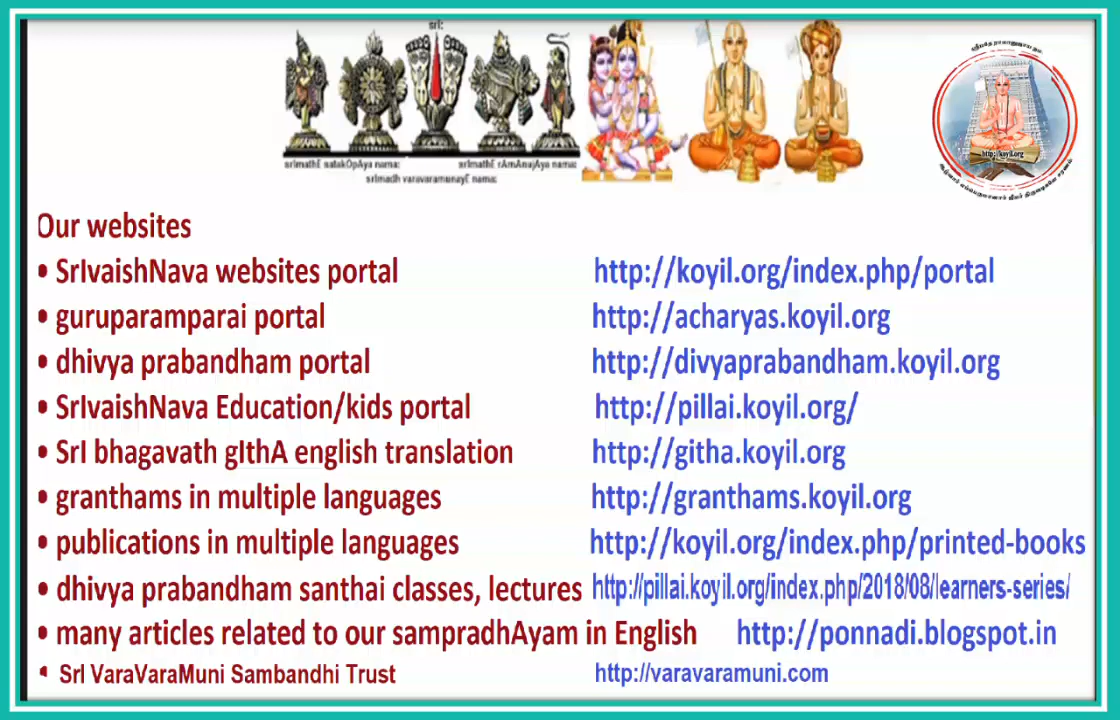 srI:
srImathE satakOpAya nama: srImathE rAmAnujAya nama:
srImadh varavaramunayE nama:
http://koyil.org
Our websites
• SrIvaishNava websites portal http://koyil.org/index.php/portal
• guruparamparai portal http://acharyas.koyil.org
• dhivya prabandham portal http://divyaprabandham.koyil.org
• SrIvaishNava Education/kids portal http://pillai.koyil.org/
• SrI bhagavath gIthA english translation http://githa.koyil.org
• granthams in multiple languages http://granthams.koyil.org
• publications in multiple languages http://koyil.org/index.php/printed-books
• dhivya prabandham santhai classes, lectures http://pillai.koyil.org/index.php/2018/08/learners-series/
• many articles related to our sampradhAyam in English http://ponnadi.blogspot.in
• SrI VaraVaraMuni Sambandhi Trust http://varavaramuni.com